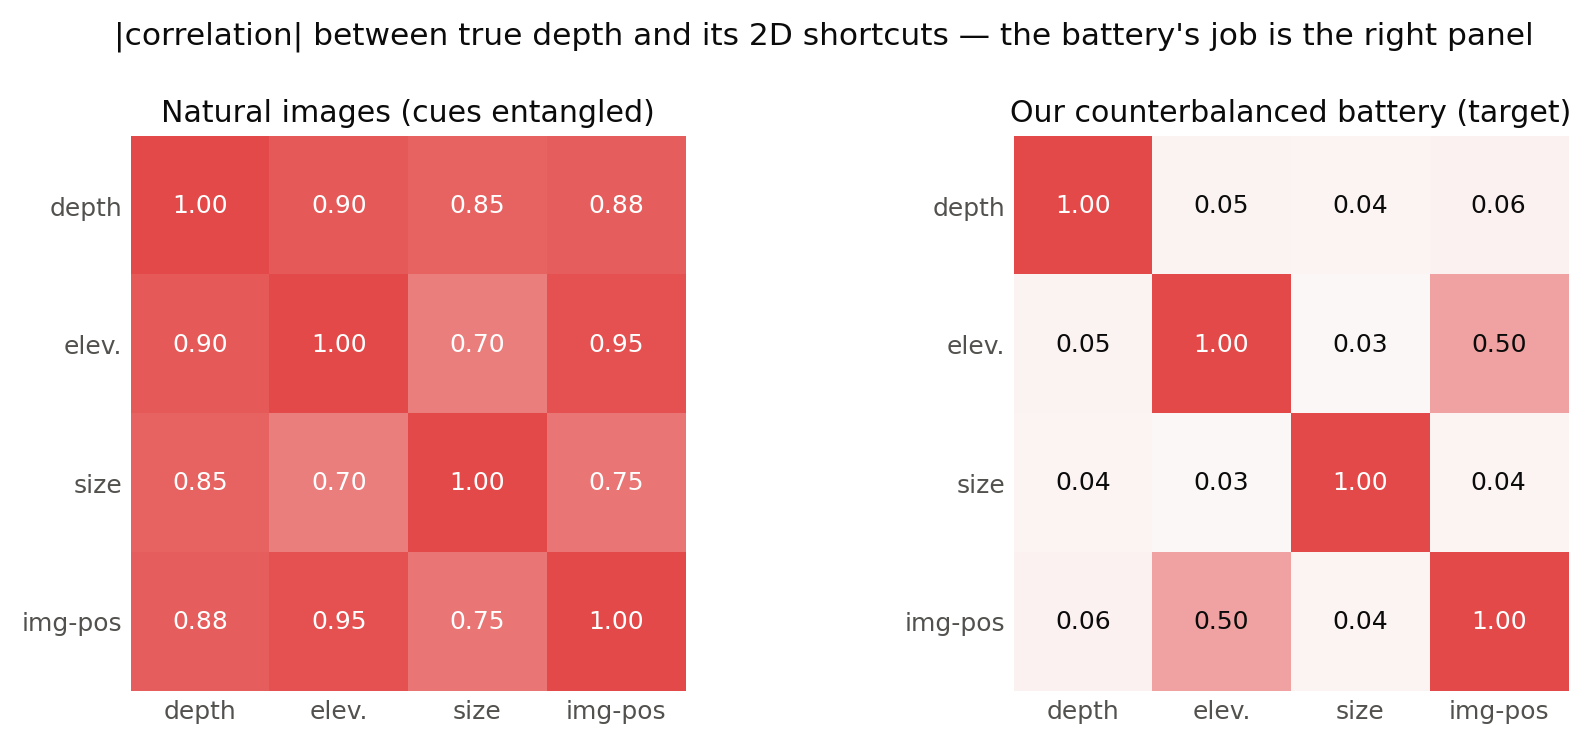 |correlation| between true depth and its 2D shortcuts — the battery's job is the right panel
Natural images (cues entangled)
depth 1.00 0.90 0.85 0.88
elev. 0.90 1.00 0.70 0.95
size 0.85 0.70 1.00 0.75
img-pos 0.88 0.95 0.75 1.00
depth elev. size img-pos
Our counterbalanced battery (target)
depth 1.00 0.05 0.04 0.06
elev. 0.05 1.00 0.03 0.50
size 0.04 0.03 1.00 0.04
img-pos 0.06 0.50 0.04 1.00
depth elev. size img-pos